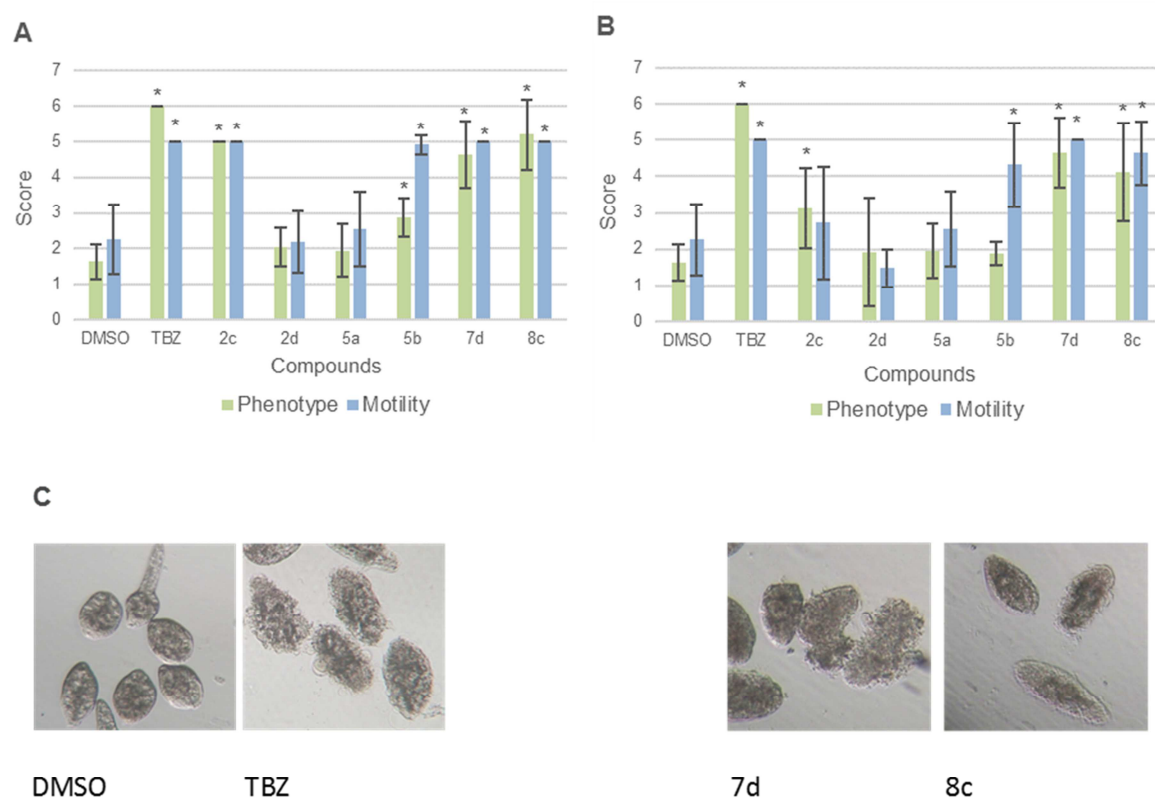 A
7
6
5
4
3
2
1
0
Score
* * * * * * * * * *
DMSO TBZ 2c 2d 5a 5b 7d 8c
Compounds
Phenotype Motility
B
7
6
5
4
3
2
1
0
Score
* * * * * * * *
DMSO TBZ 2c 2d 5a 5b 7d 8c
Compounds
Phenotype Motility
C
DMSO TBZ 7d 8c